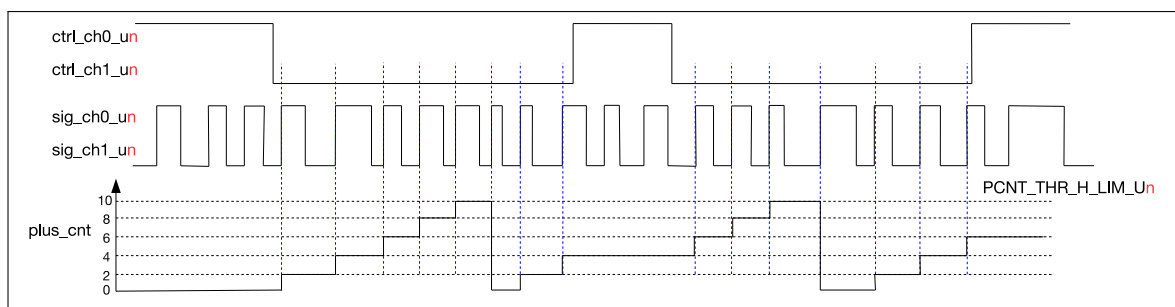 ctrl_ch0_un
ctrl_ch1_un
sig_ch0_un
sig_ch1_un
PCNT_THR_H_LIM_Un
10
8
plus_cnt
6
4
2
0